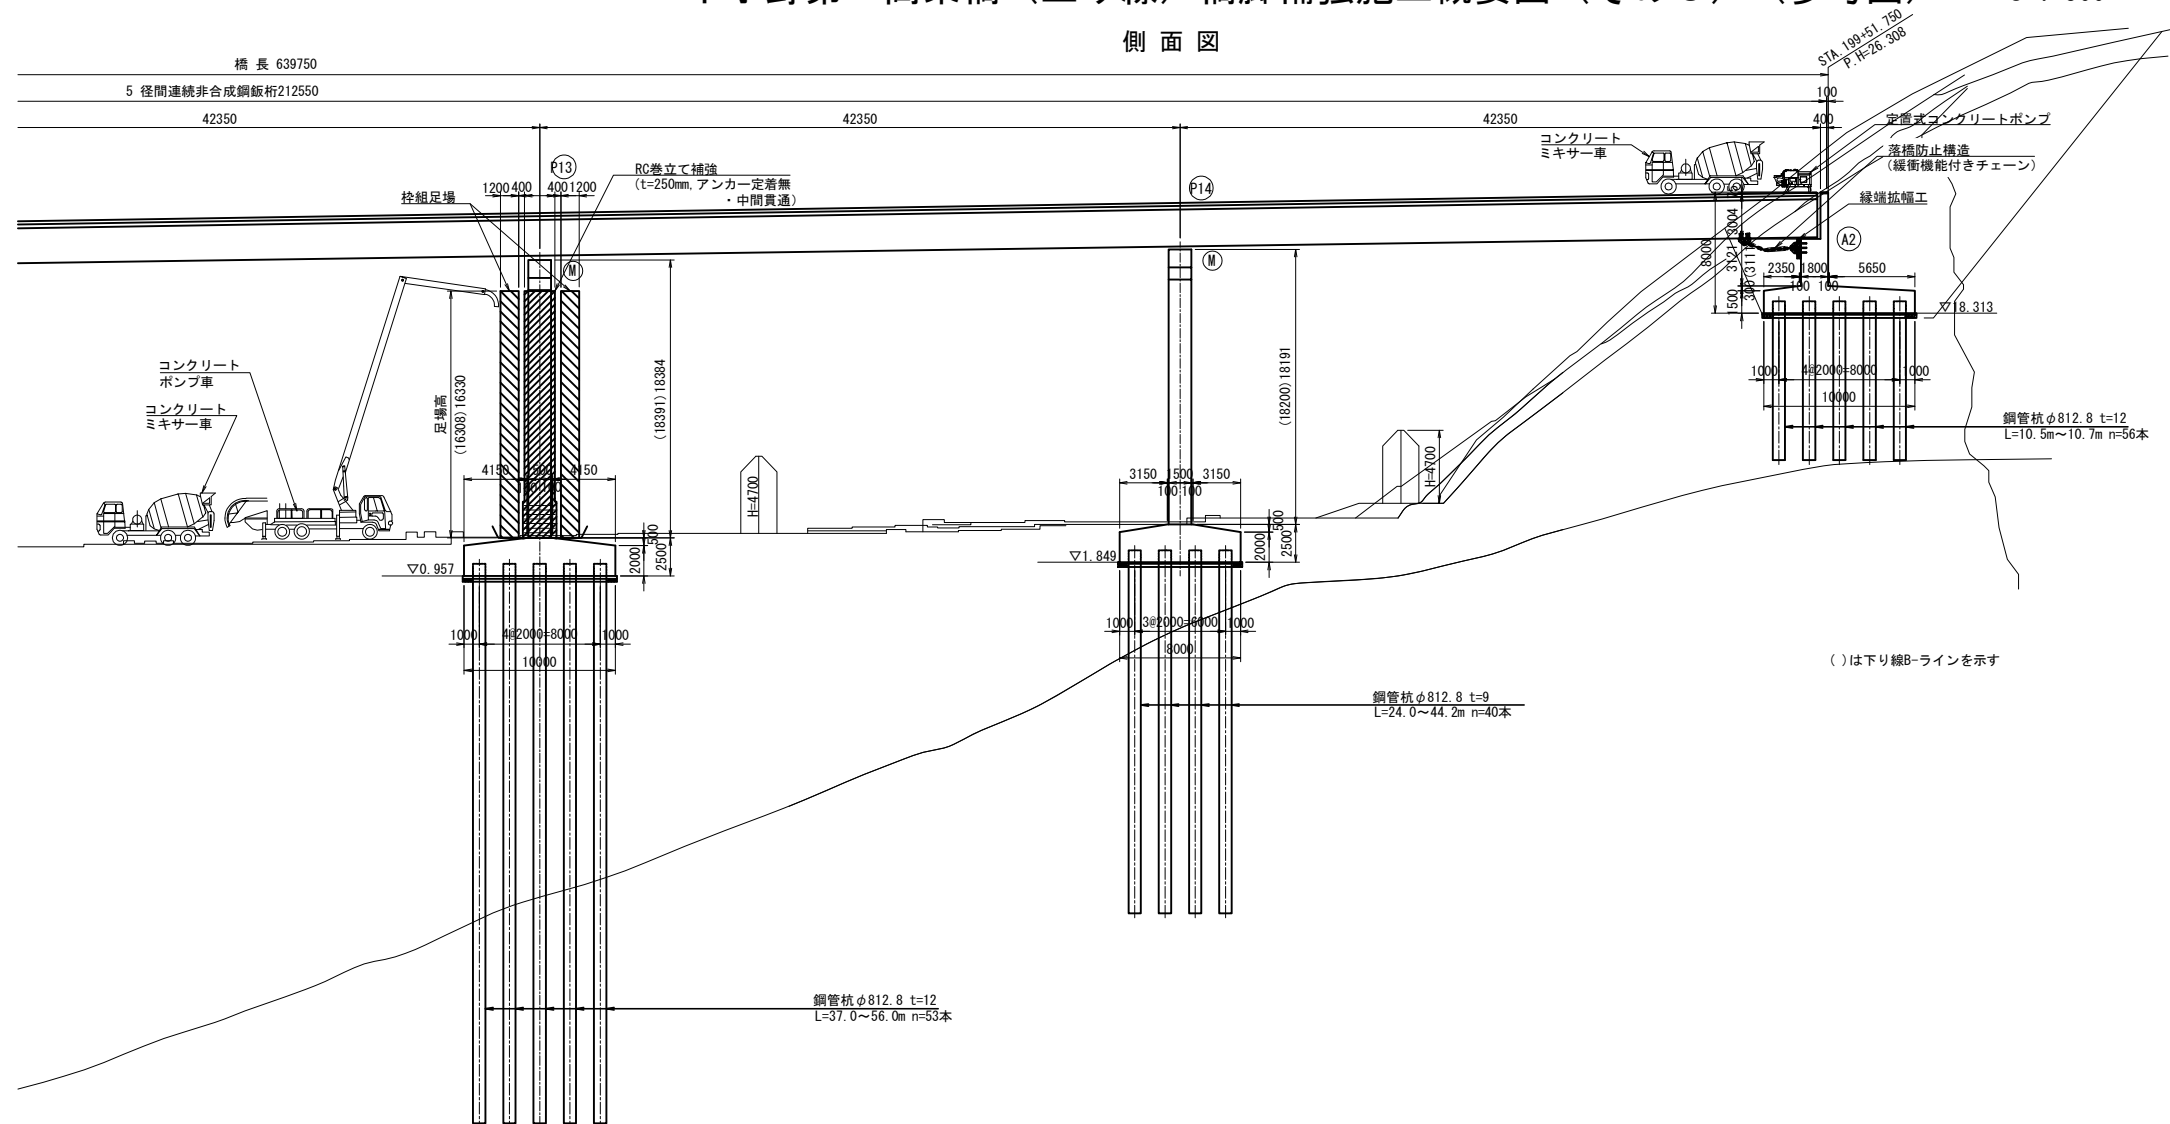 側 面 図
STA.199+51.750
P.H=26.308
橋 長 639750
5 径間連続非合成鋼鈑桁212550
100
42350
42350
42350
400
定置式コンクリートポンプ
コンクリート
ミキサー車
落橋防止構造
(緩衝機能付きチェーン)
P13
RC巻立て補強
(t=250mm,アンカー定着無
・中間貫通)
1200
400
400
1200
枠組足場
P14
縁端拡幅工
A2
M
M
3004
8000
3121
(3111)
300
1500
2350
1800
5650
100
100
▽18.313
コンクリート
ポンプ車
コンクリート
ミキサー車
足場高
(16308)16330
(18391)18384
(18200)18191
1000
4@2000=8000
1000
10000
鋼管杭φ812.8 t=12
L=10.5m〜10.7m n=56本
4150
1500
4150
H=4700
3150
1500
3150
100
100
H=4700
500
2000
2500
▽0.957
500
2000
2500
▽1.849
1000
4@2000=8000
1000
10000
1000
3@2000=6000
1000
8000
( )は下り線B-ラインを示す
鋼管杭φ812.8 t=9
L=24.0〜44.2m n=40本
鋼管杭φ812.8 t=12
L=37.0〜56.0m n=53本